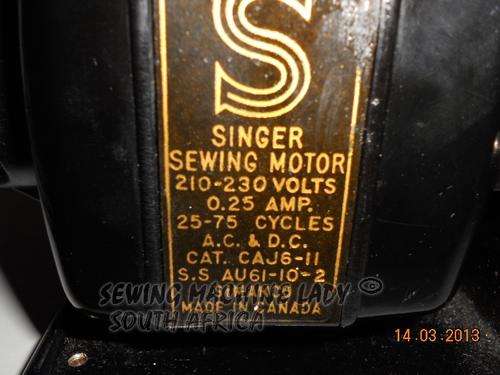 S
SINGER
SEWING MOTOR
210-230 VOLTS
0.25 AMP.
25-75 CYCLES
A.C. & D.C.
CAT. CAJ6-11
S.S AU61-10-2
SIMANCO
MADE IN CANADA
SEWING MACHINE LADY ©
SOUTH AFRICA
14.03.2013